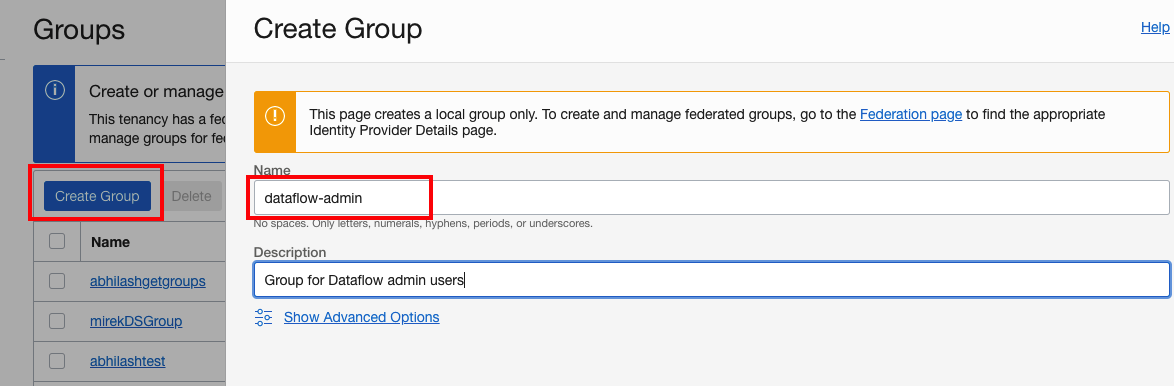 Groups
Create or manage
This tenancy has a fed
manage groups for fe
Create Group
Delete
Name
abhilashgetgroups
mirekDSGroup
abhilashtest
Create Group
Help
This page creates a local group only. To create and manage federated groups, go to the Federation page to find the appropriate
Identity Provider Details page.
Name
dataflow-admin
No spaces. Only letters, numerals, hyphens, periods, or underscores.
Description
Group for Dataflow admin users
Show Advanced Options